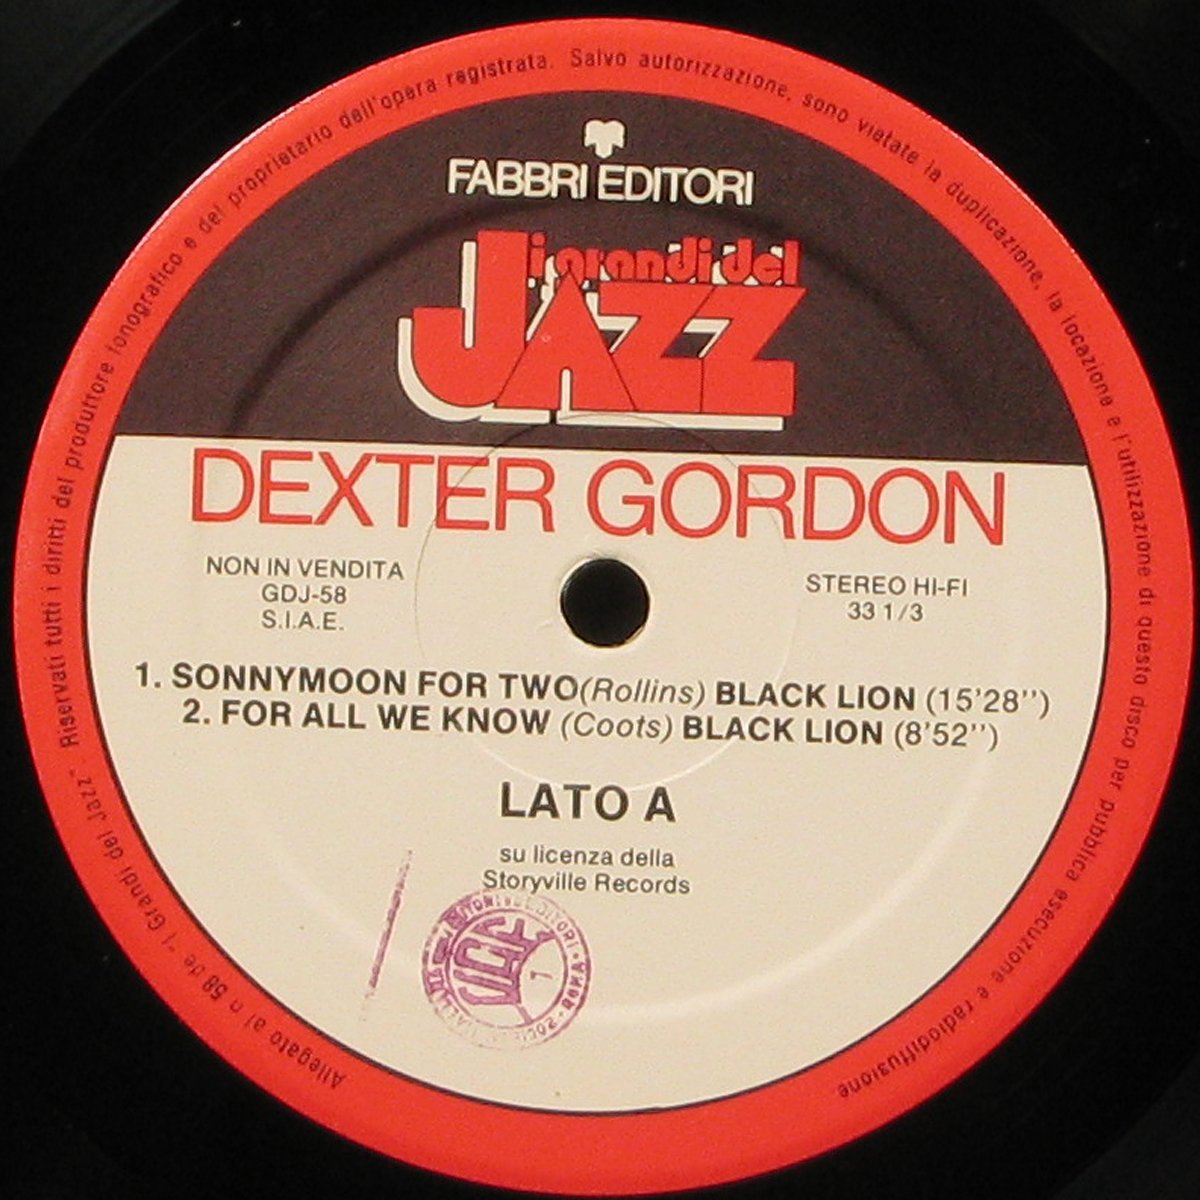 FABBRI EDITORI
i grandi del
JAZZ
DEXTER GORDON
NON IN VENDITA
GDJ-58
S.I.A.E.
STEREO HI-FI
33 1/3
1. SONNYMOON FOR TWO (Rollins) BLACK LION (15'28'')
2. FOR ALL WE KNOW (Coots) BLACK LION (8'52'')
LATO A
su licenza della
Storyville Records
EDITORI · ROMA
Allegato al n 58 de "I Grandi del Jazz" - Riservati tutti i diritti del produttore fonografico e del proprietario dell'opera registrata. Salvo autorizzazione, sono vietate la duplicazione, la locazione e l'utilizzazione di questo disco per pubblica esecuzione e radiodiffusione